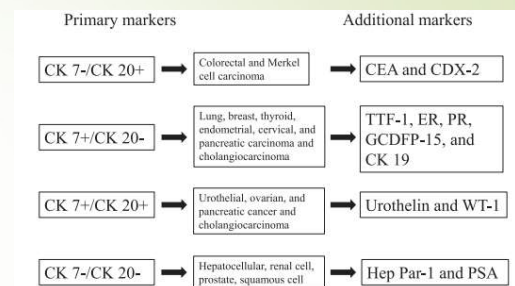 Primary markers
Additional markers
CK 7-/CK 20+
Colorectal and Merkel
cell carcinoma
CEA and CDX-2
CK 7+/CK 20-
Lung, breast, thyroid,
endometrial, cervical, and
pancreatic carcinoma and
cholangiocarcinoma
TTF-1, ER, PR,
GCDFP-15, and
CK 19
CK 7+/CK 20+
Urothelial, ovarian, and
pancreatic cancer and
cholangiocarcinoma
Urothelin and WT-1
CK 7-/CK 20-
Hepatocellular, renal cell,
prostate, squamous cell
Hep Par-1 and PSA